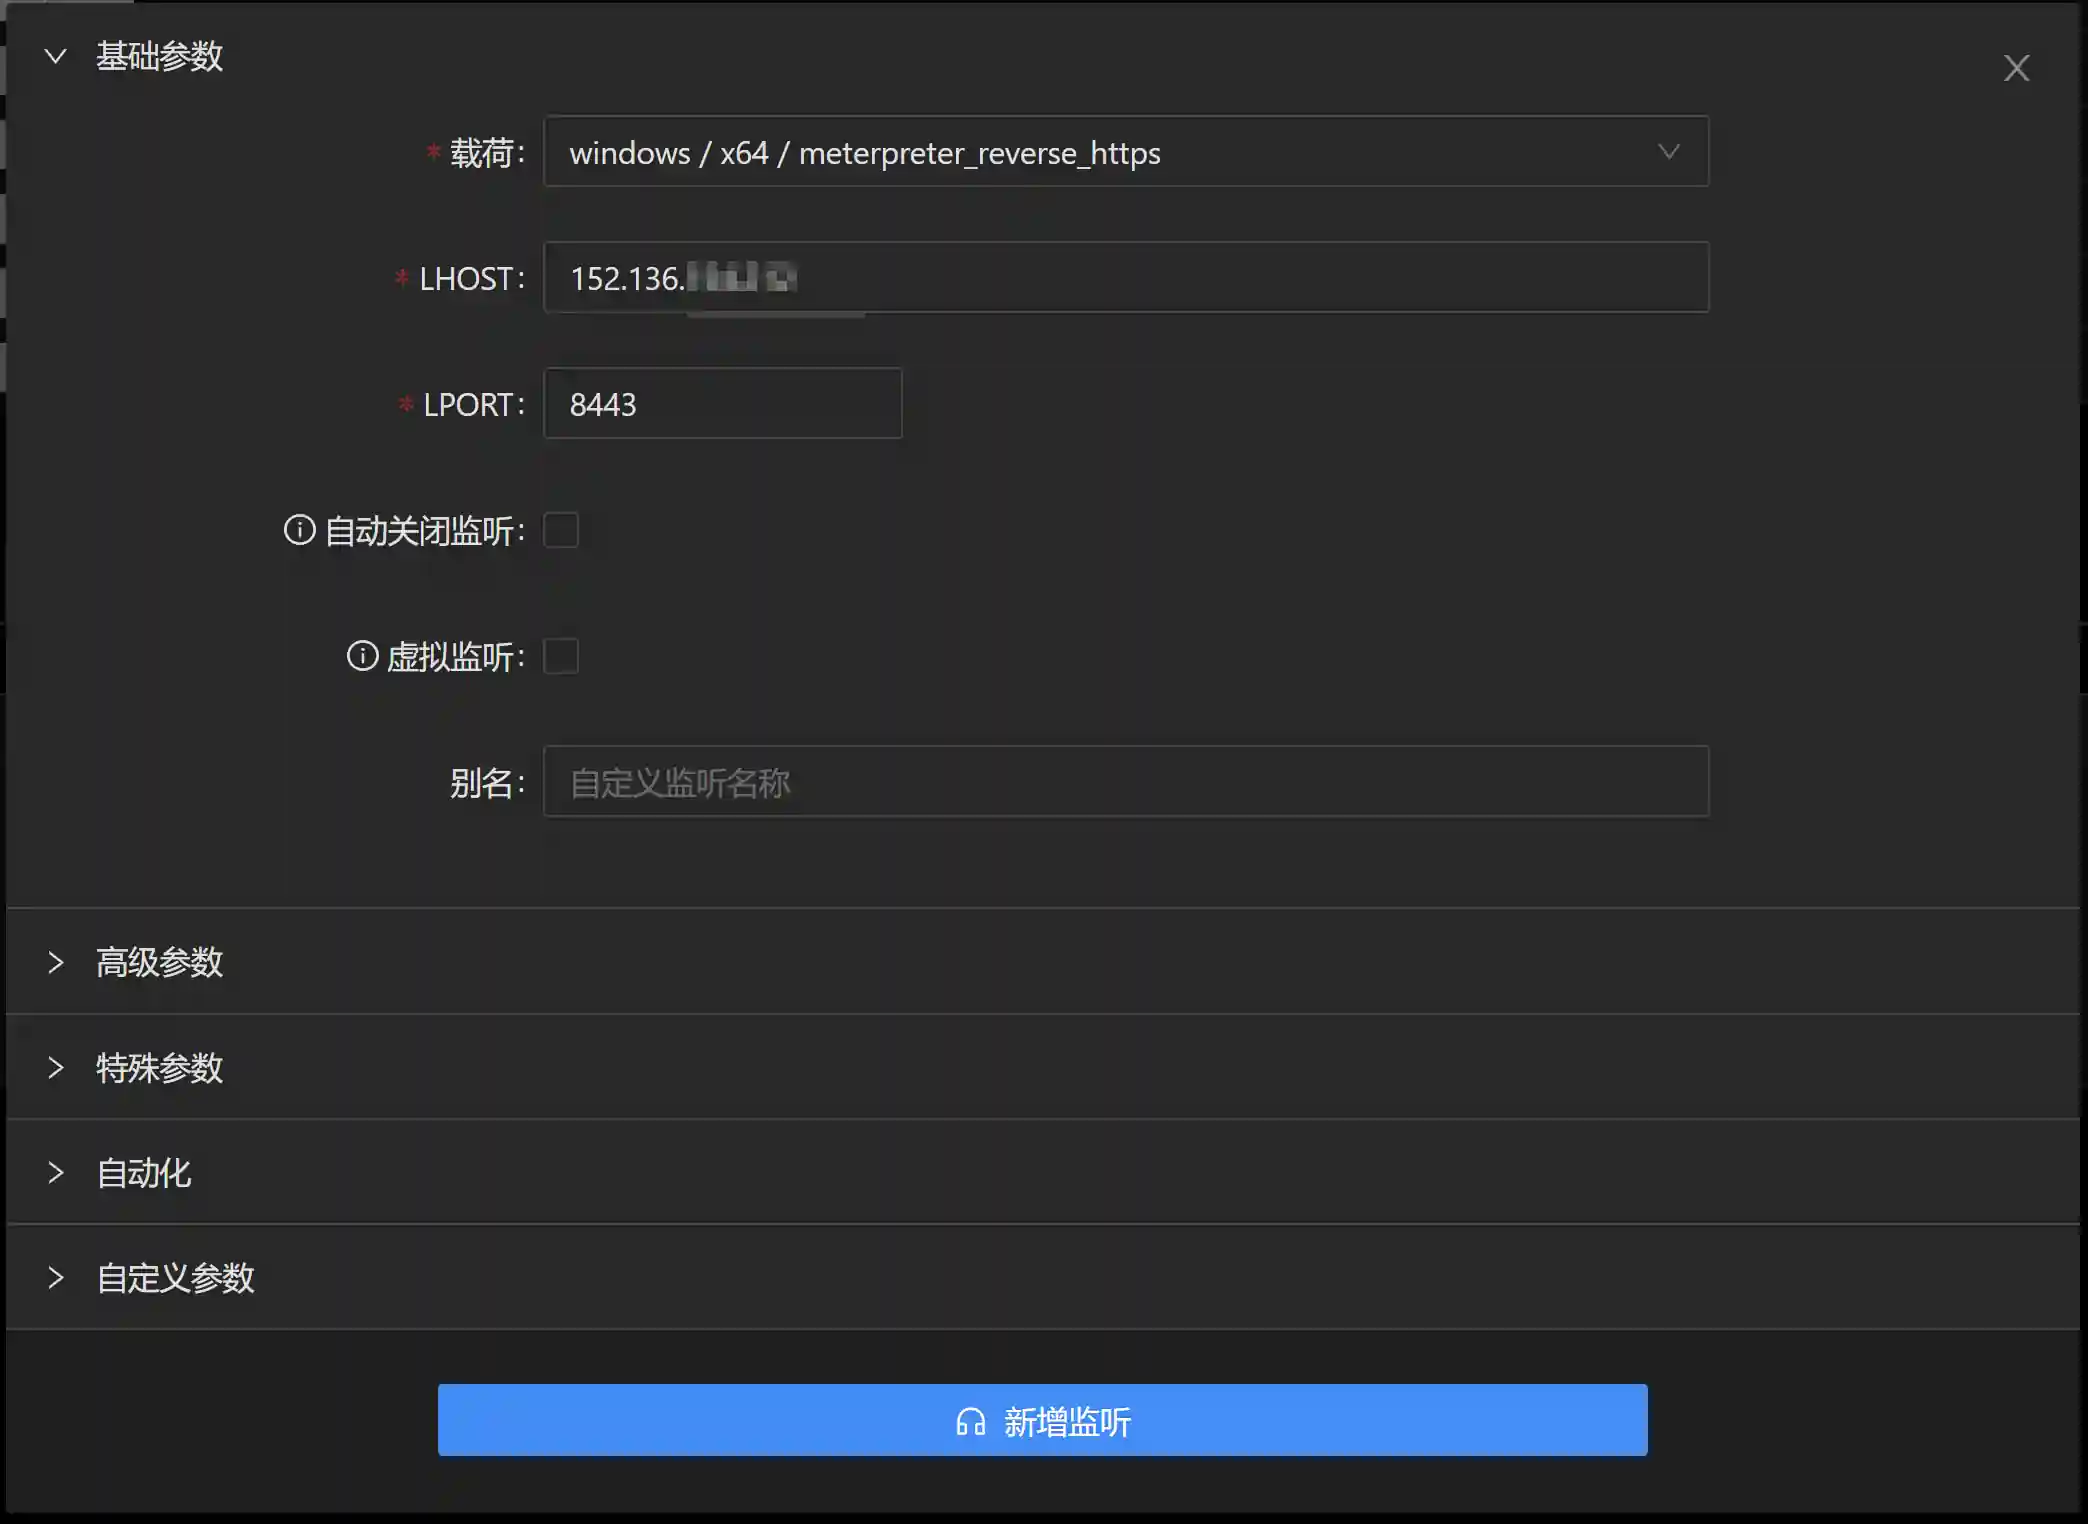 基础参数
* 载荷: windows / x64 / meterpreter_reverse_https
* LHOST: 152.136.
* LPORT: 8443
自动关闭监听:
虚拟监听:
别名: 自定义监听名称
高级参数
特殊参数
自动化
自定义参数
新增监听